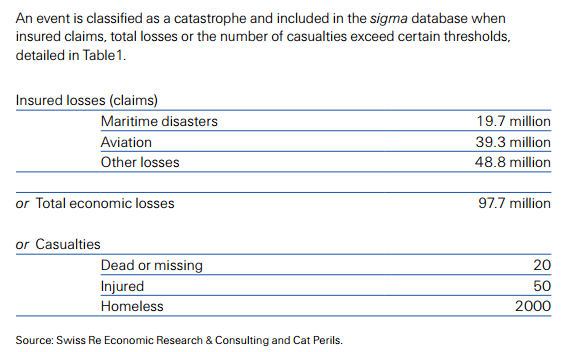 An event is classified as a catastrophe and included in the sigma database when
insured claims, total losses or the number of casualties exceed certain thresholds,
detailed in Table1.
Insured losses (claims)
Maritime disasters 19.7 million
Aviation 39.3 million
Other losses 48.8 million
or Total economic losses 97.7 million
or Casualties
Dead or missing 20
Injured 50
Homeless 2000
Source: Swiss Re Economic Research & Consulting and Cat Perils.